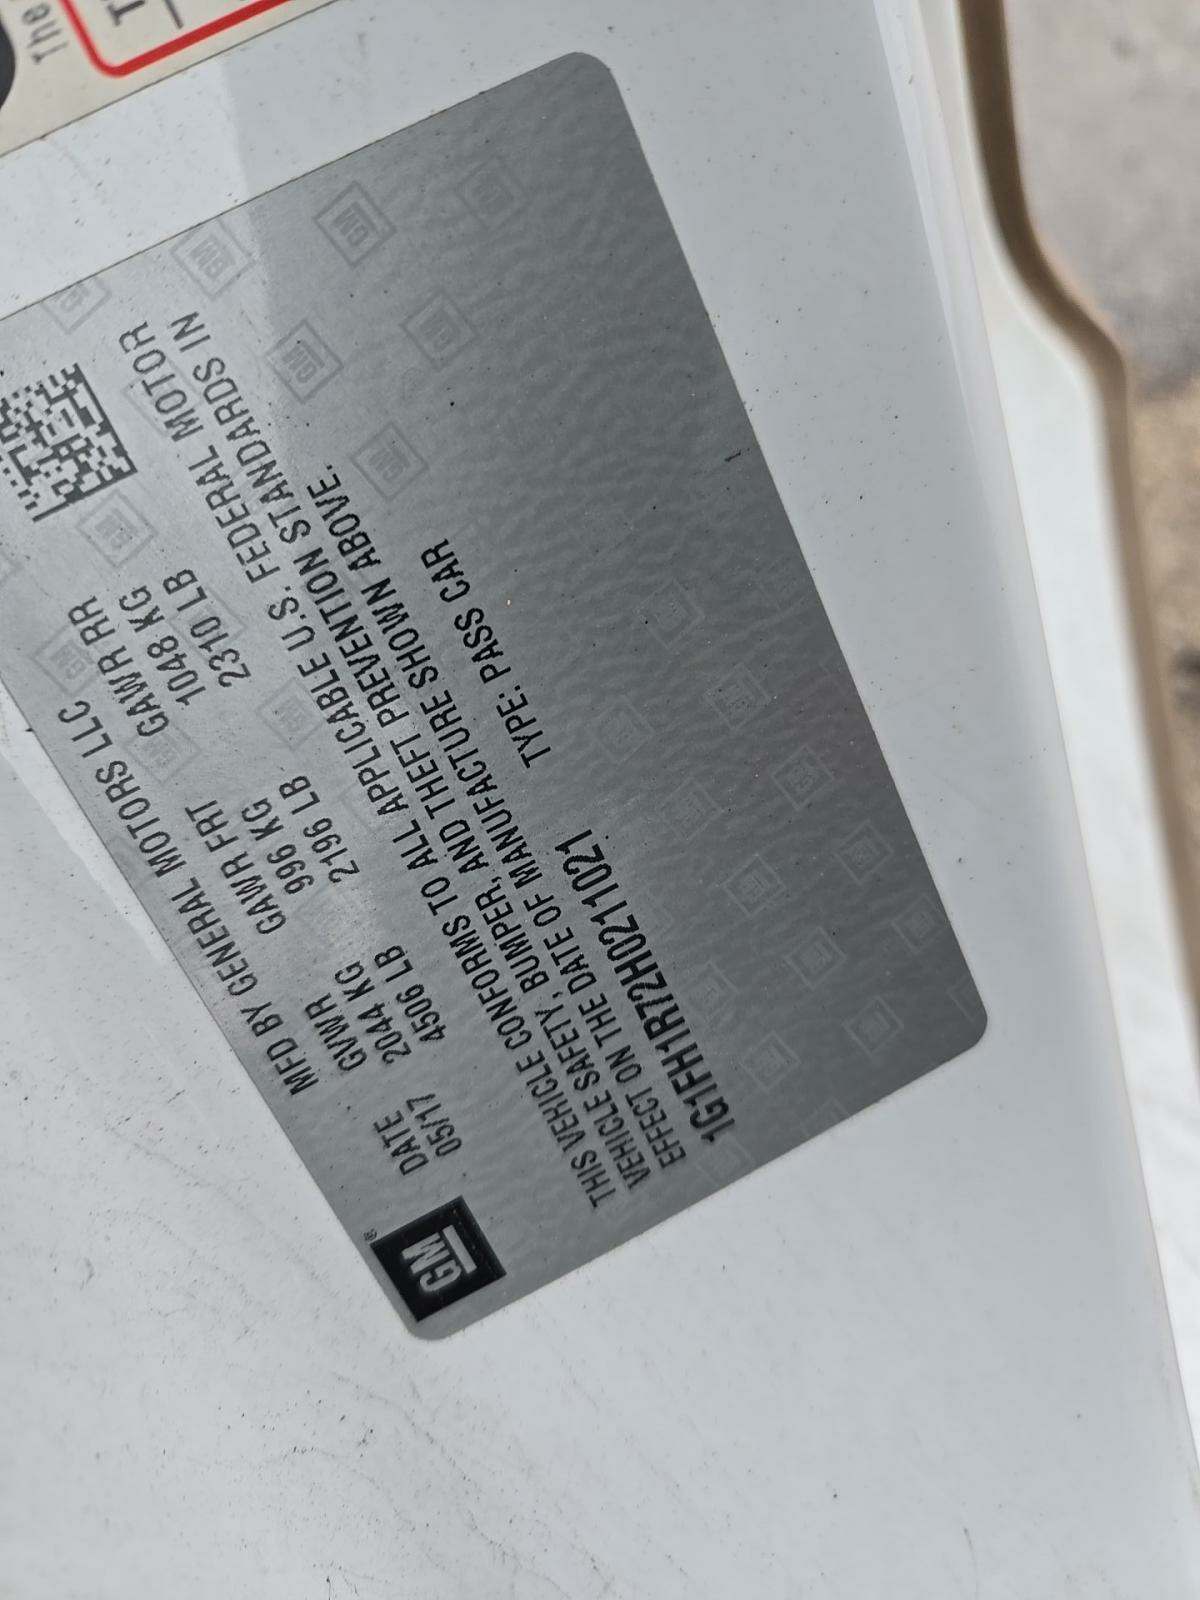 The
MFD BY GENERAL MOTORS LLC
DATE GVWR GAWR FRT GAWR RR
05/17 2044 KG 996 KG 1048 KG
4506 LB 2196 LB 2310 LB
THIS VEHICLE CONFORMS TO ALL APPLICABLE U.S. FEDERAL MOTOR
VEHICLE SAFETY, BUMPER, AND THEFT PREVENTION STANDARDS IN
EFFECT ON THE DATE OF MANUFACTURE SHOWN ABOVE.
1G1FH1R72H0211021 TYPE: PASS CAR
GM